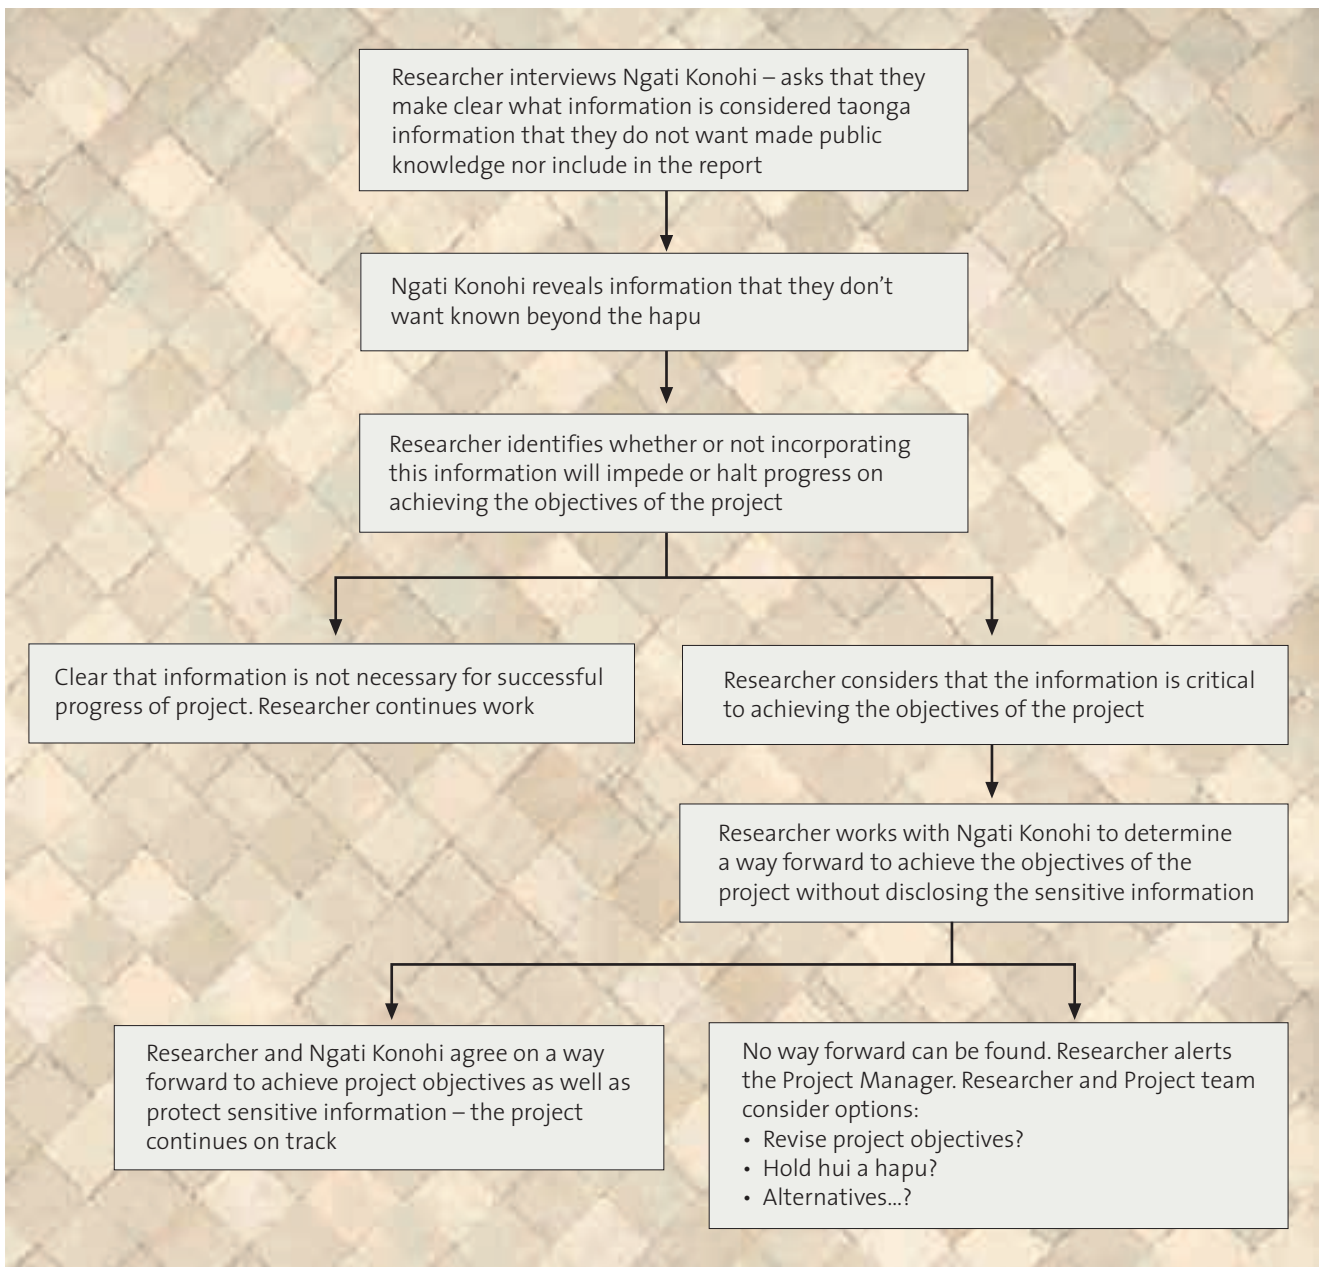 Researcher interviews Ngati Konohi – asks that they
make clear what information is considered taonga
information that they do not want made public
knowledge nor include in the report
Ngati Konohi reveals information that they don’t
want known beyond the hapu
Researcher identifies whether or not incorporating
this information will impede or halt progress on
achieving the objectives of the project
Clear that information is not necessary for successful
progress of project. Researcher continues work
Researcher considers that the information is critical
to achieving the objectives of the project
Researcher works with Ngati Konohi to determine
a way forward to achieve the objectives of the
project without disclosing the sensitive information
Researcher and Ngati Konohi agree on a way
forward to achieve project objectives as well as
protect sensitive information – the project
continues on track
No way forward can be found. Researcher alerts
the Project Manager. Researcher and Project team
consider options:
• Revise project objectives?
• Hold hui a hapu?
• Alternatives...?